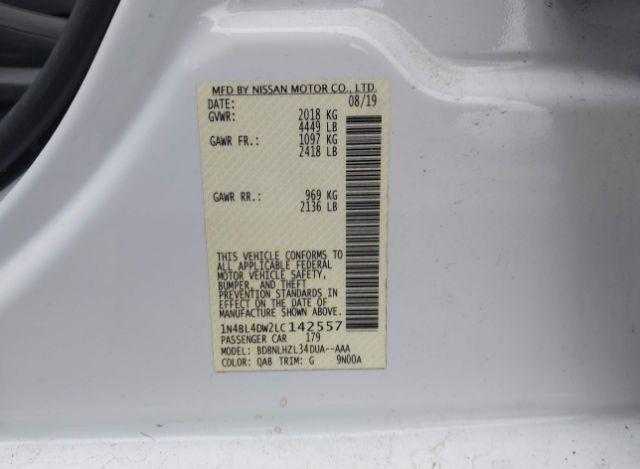 MFD BY NISSAN MOTOR CO., LTD.
DATE: 08/19
GVWR: 2018 KG
4449 LB
GAWR FR.: 1097 KG
2418 LB
GAWR RR.: 969 KG
2136 LB
THIS VEHICLE CONFORMS TO
ALL APPLICABLE FEDERAL
MOTOR VEHICLE SAFETY,
BUMPER, AND THEFT
PREVENTION STANDARDS IN
EFFECT ON THE DATE OF
MANUFACTURE SHOWN ABOVE.
1N4BL4DW2LC142557
PASSENGER CAR 179
MODEL: BDBNLHZL34DUA--AAA
COLOR: QAB TRIM: G 9N00A